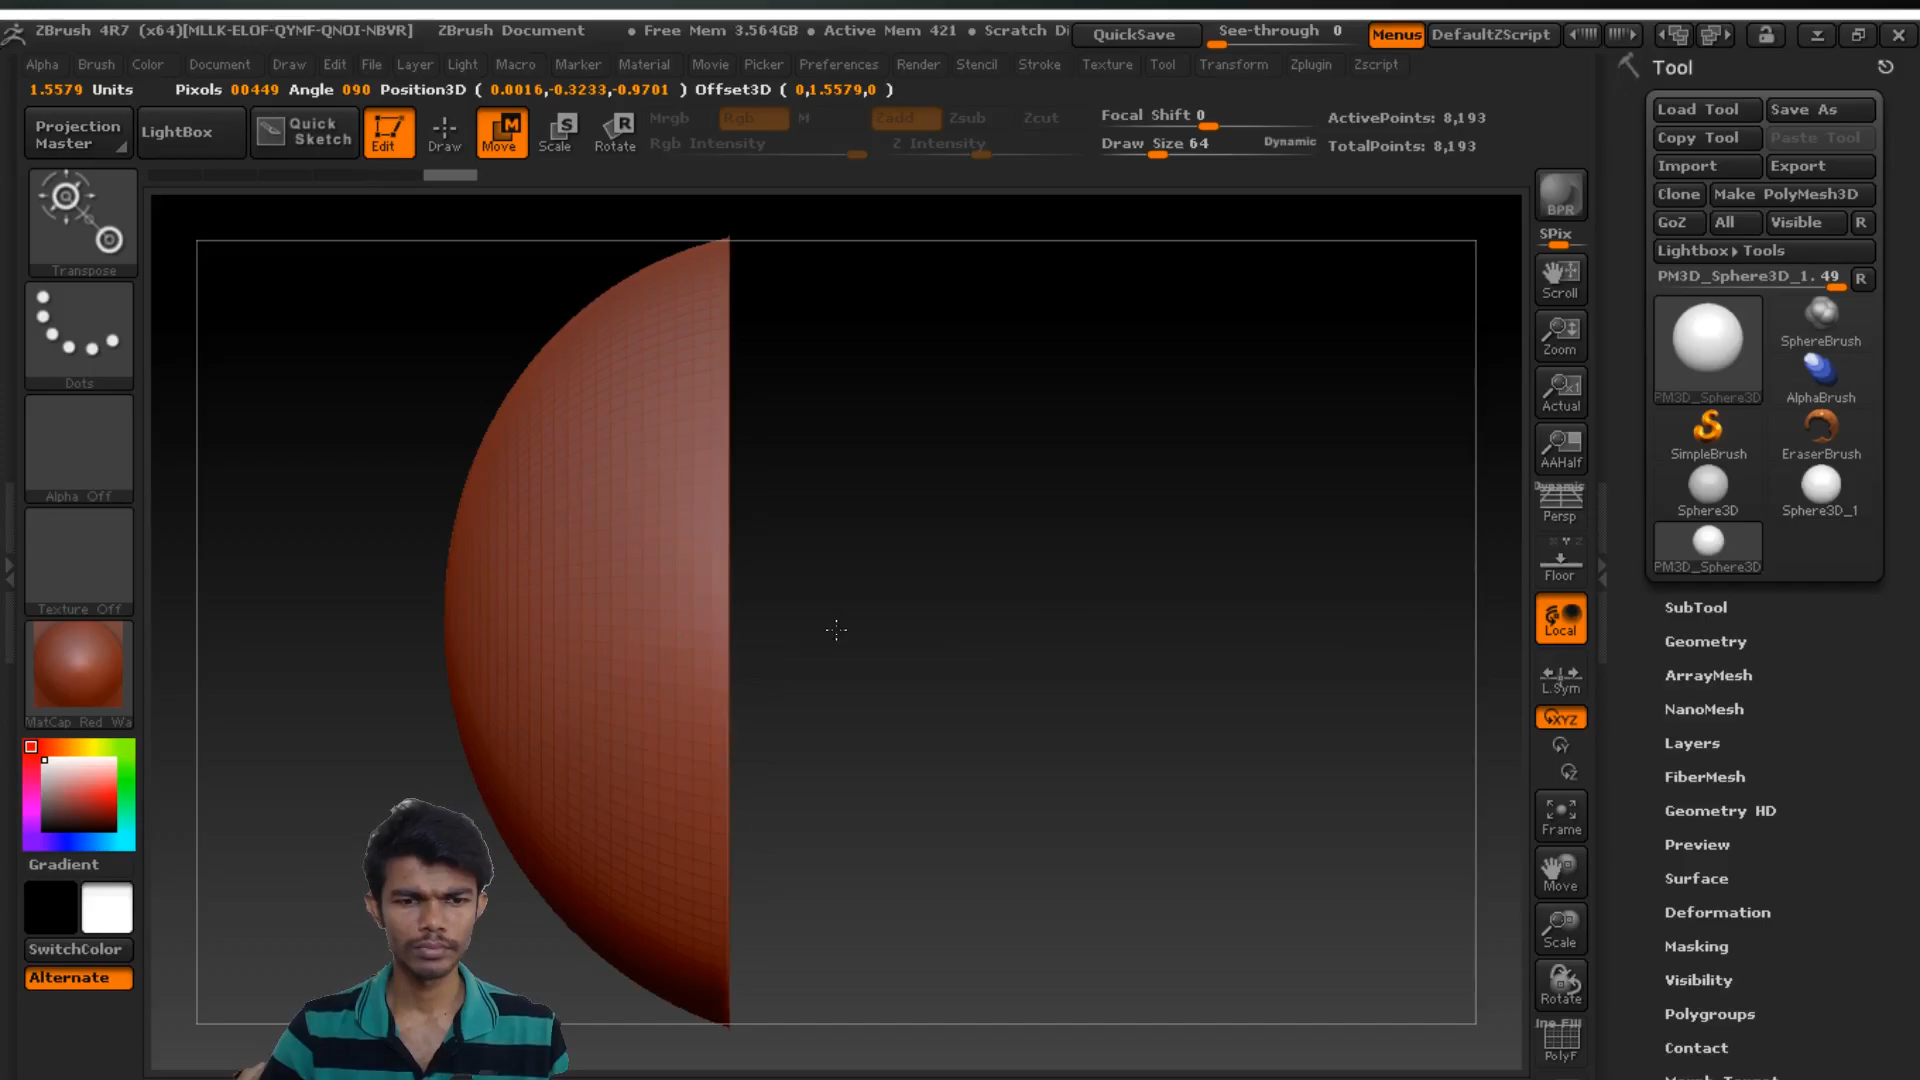 ZBrush 4R7 (x64)[MLLK-ELOF-QYMF-QNOI-NBVR] ZBrush Document • Free Mem 3.564GB • Active Mem 421 • Scratch Di QuickSave See-through 0 Menus DefaultZScript
Alpha Brush Color Document Draw Edit File Layer Light Macro Marker Material Movie Picker Preferences Render Stencil Stroke Texture Tool Transform Zplugin Zscript
1.5579 Units Pixols 00449 Angle 090 Position3D ( 0.0016,-0.3233,-0.9701 ) Offset3D ( 0,1.5579,0 )
Projection Master
LightBox
Quick Sketch
Edit
Draw
M
Move
S
Scale
R
Rotate
Mrgb Rgb M
Rgb Intensity
Zadd Zsub Zcut
Z Intensity
Focal Shift 0
Draw Size 64 Dynamic
ActivePoints: 8,193
TotalPoints: 8,193
Transpose
Dots
Alpha Off
Texture Off
MatCap Red Wa
Gradient
SwitchColor
Alternate
BPR
SPix
Scroll
Zoom
Actual
AAHalf
Dynamic
Persp
Floor
Local
L.Sym
XYZ
Y
Z
Frame
Move
Scale
Rotate
ine Fill
PolyF
Tool
Load Tool Save As
Copy Tool Paste Tool
Import Export
Clone Make PolyMesh3D
GoZ All Visible R
Lightbox Tools
PM3D_Sphere3D_1. 49 R
PM3D_Sphere3D
SphereBrush
AlphaBrush
SimpleBrush
EraserBrush
Sphere3D
Sphere3D_1
PM3D_Sphere3D
SubTool
Geometry
ArrayMesh
NanoMesh
Layers
FiberMesh
Geometry HD
Preview
Surface
Deformation
Masking
Visibility
Polygroups
Contact